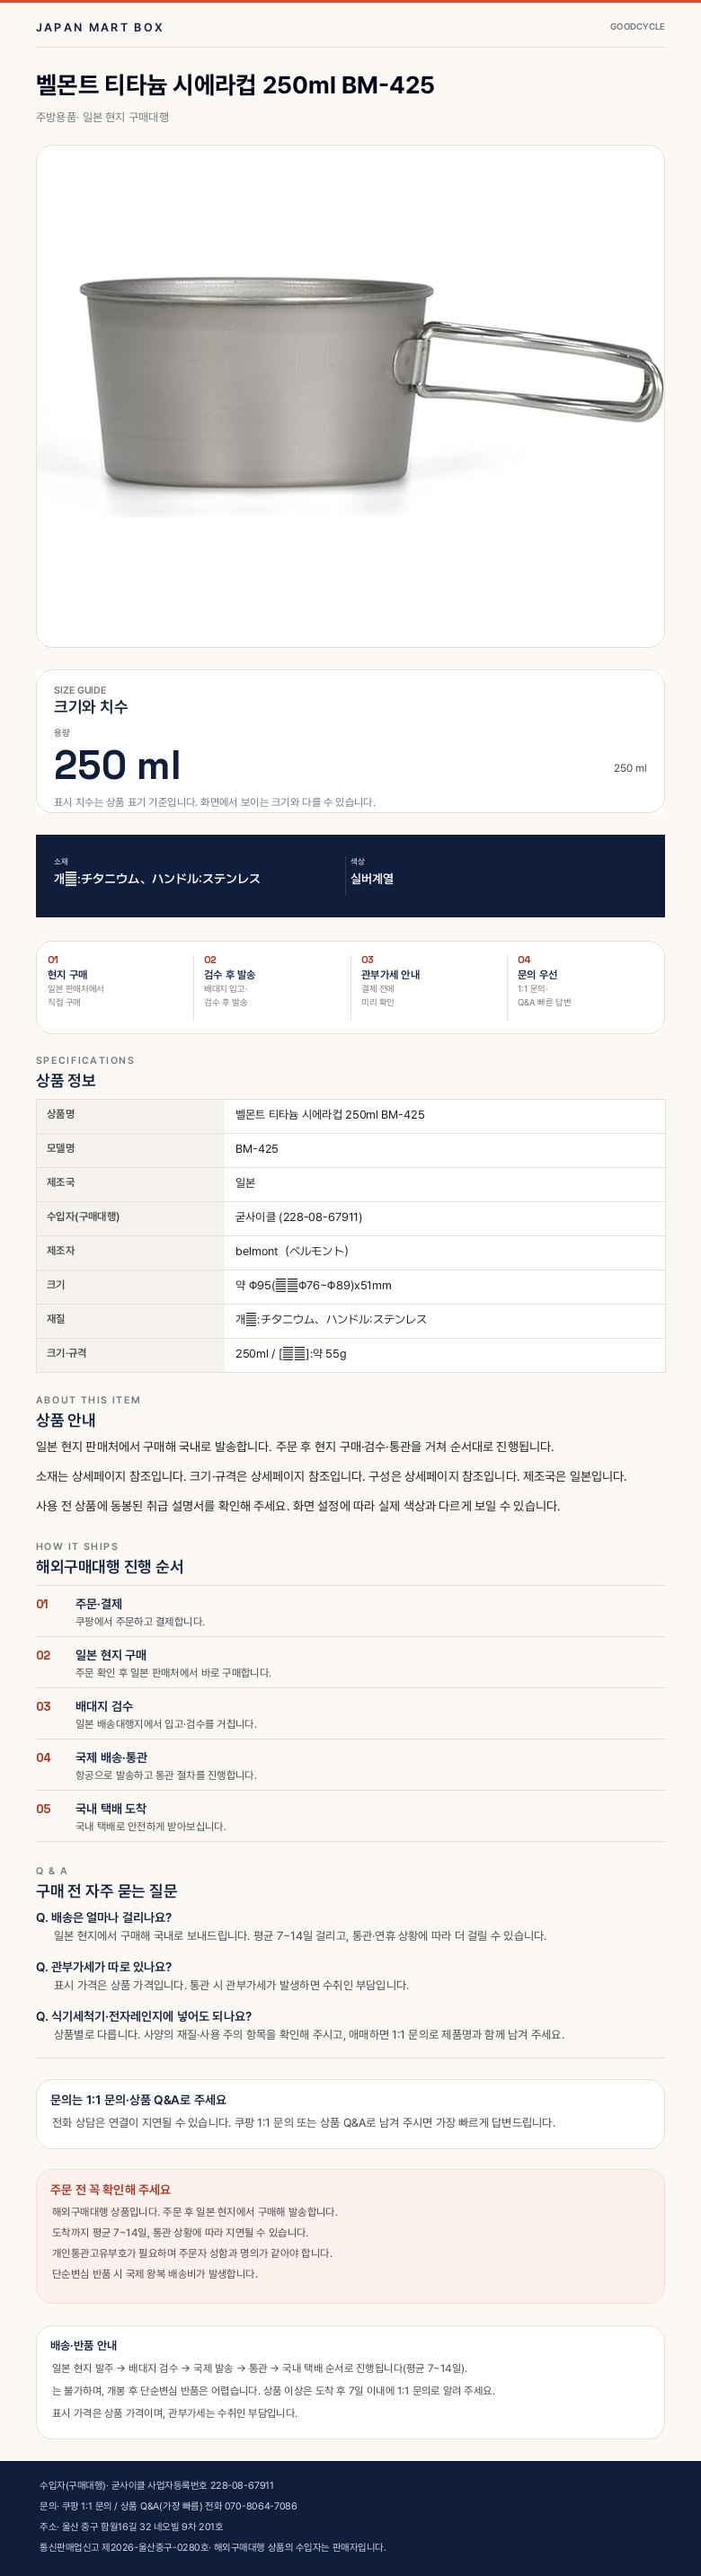 JAPAN MART BOX
GOODCYCLE
벨몬트 티타늄 시에라컵 250ml BM-425
주방용품· 일본 현지 구매대행
SIZE GUIDE
크기와 치수
용량
250 ml
250 ml
표시 치수는 상품 표기 기준입니다. 화면에서 보이는 크기와 다를 수 있습니다.
소재
개:チタニウム、ハンドル:ステンレス
색상
실버계열
01
현지 구매
일본 판매처에서
직접 구매
02
검수 후 발송
배대지 입고·
검수 후 발송
03
관부가세 안내
결제 전에
미리 확인
04
문의 우선
1:1 문의·
Q&A 빠른 답변
SPECIFICATIONS
상품 정보
상품명 벨몬트 티타늄 시에라컵 250ml BM-425
모델명 BM-425
제조국 일본
수입자(구매대행) 굳사이클 (228-08-67911)
제조자 belmont（ベルモント）
크기 약 Φ95(Φ76~Φ89)x51mm
재질 개:チタニウム、ハンドル:ステンレス
크기·규격 250ml / []:약 55g
ABOUT THIS ITEM
상품 안내
일본 현지 판매처에서 구매해 국내로 발송합니다. 주문 후 현지 구매·검수·통관을 거쳐 순서대로 진행됩니다.
소재는 상세페이지 참조입니다. 크기·규격은 상세페이지 참조입니다. 구성은 상세페이지 참조입니다. 제조국은 일본입니다.
사용 전 상품에 동봉된 취급 설명서를 확인해 주세요. 화면 설정에 따라 실제 색상과 다르게 보일 수 있습니다.
HOW IT SHIPS
해외구매대행 진행 순서
01 주문·결제
쿠팡에서 주문하고 결제합니다.
02 일본 현지 구매
주문 확인 후 일본 판매처에서 바로 구매합니다.
03 배대지 검수
일본 배송대행지에서 입고·검수를 거칩니다.
04 국제 배송·통관
항공으로 발송하고 통관 절차를 진행합니다.
05 국내 택배 도착
국내 택배로 안전하게 받아보십니다.
Q & A
구매 전 자주 묻는 질문
Q. 배송은 얼마나 걸리나요?
일본 현지에서 구매해 국내로 보내드립니다. 평균 7~14일 걸리고, 통관·연휴 상황에 따라 더 걸릴 수 있습니다.
Q. 관부가세가 따로 있나요?
표시 가격은 상품 가격입니다. 통관 시 관부가세가 발생하면 수취인 부담입니다.
Q. 식기세척기·전자레인지에 넣어도 되나요?
상품별로 다릅니다. 사양의 재질·사용 주의 항목을 확인해 주시고, 애매하면 1:1 문의로 제품명과 함께 남겨 주세요.
문의는 1:1 문의·상품 Q&A로 주세요
전화 상담은 연결이 지연될 수 있습니다. 쿠팡 1:1 문의 또는 상품 Q&A로 남겨 주시면 가장 빠르게 답변드립니다.
주문 전 꼭 확인해 주세요
해외구매대행 상품입니다. 주문 후 일본 현지에서 구매해 발송합니다.
도착까지 평균 7~14일, 통관 상황에 따라 지연될 수 있습니다.
개인통관고유부호가 필요하며 주문자 성함과 명의가 같아야 합니다.
단순변심 반품 시 국제 왕복 배송비가 발생합니다.
배송·반품 안내
일본 현지 발주 → 배대지 검수 → 국제 발송 → 통관 → 국내 택배 순서로 진행됩니다(평균 7~14일).
는 불가하며, 개봉 후 단순변심 반품은 어렵습니다. 상품 이상은 도착 후 7일 이내에 1:1 문의로 알려 주세요.
표시 가격은 상품 가격이며, 관부가세는 수취인 부담입니다.
수입자(구매대행)· 굳사이클 사업자등록번호 228-08-67911
문의· 쿠팡 1:1 문의 / 상품 Q&A(가장 빠름) 전화 070-8064-7086
주소· 울산 중구 함월16길 32 네오빌 9차 201호
통신판매업신고 제2026-울산중구-0280호· 해외구매대행 상품의 수입자는 판매자입니다.